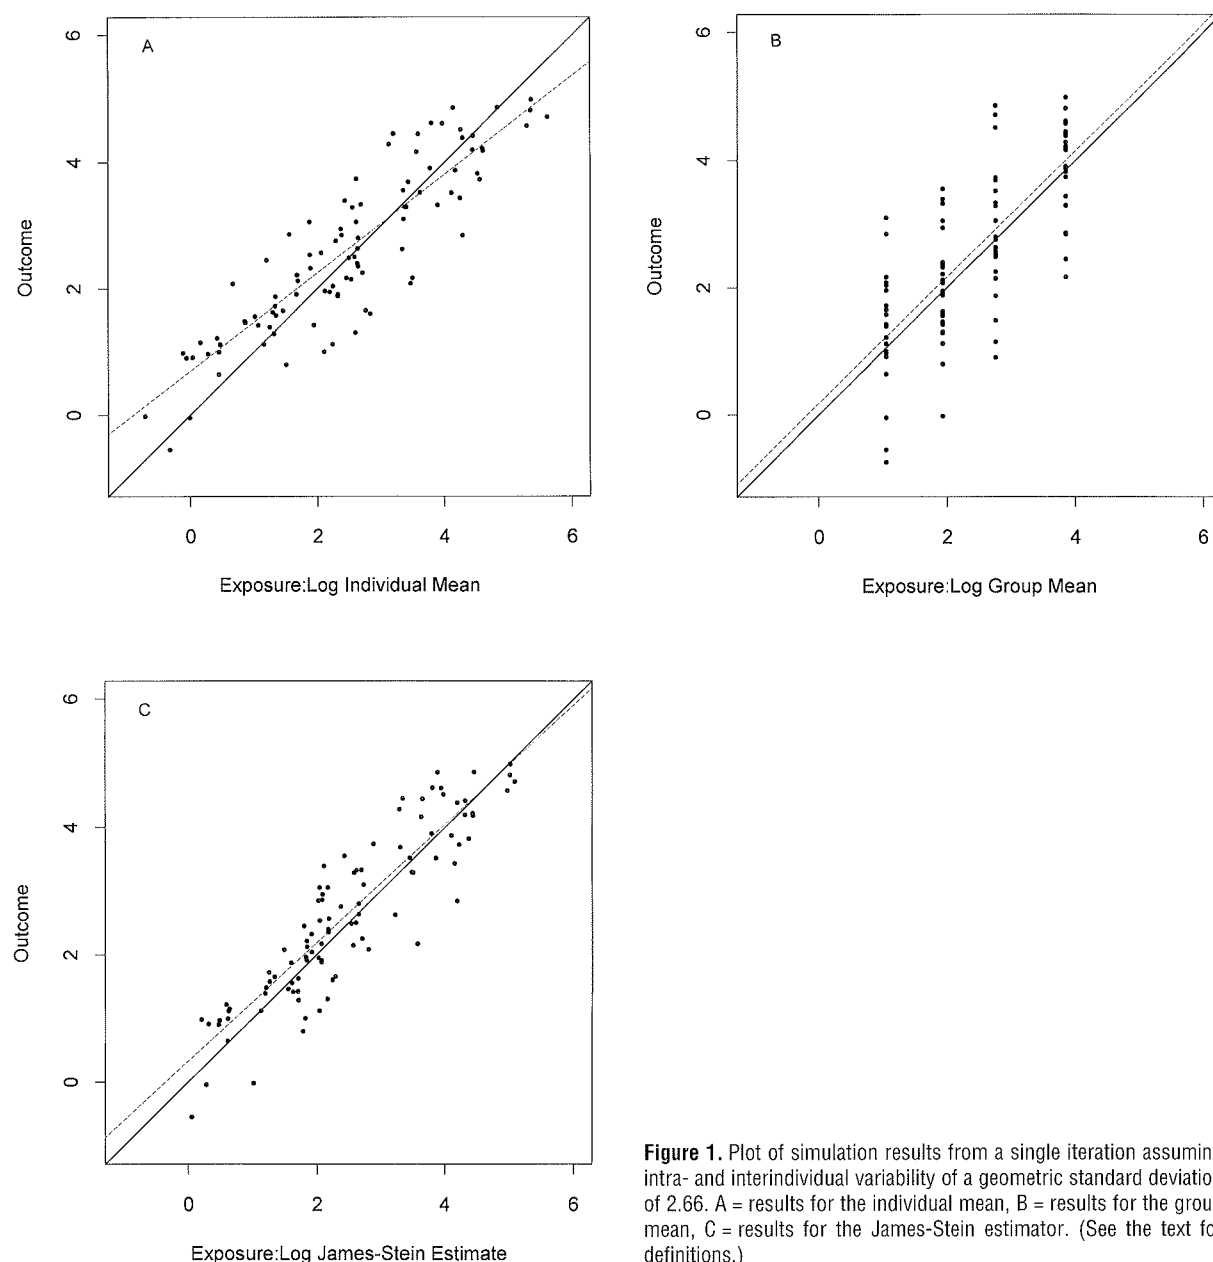 A
6
4
2
0
Outcome
0 2 4 6
Exposure:Log Individual Mean
B
6
4
2
0
Outcome
0 2 4 6
Exposure:Log Group Mean
C
6
4
2
0
Outcome
0 2 4 6
Exposure:Log James-Stein Estimate
Figure 1. Plot of simulation results from a single iteration assumin
intra- and interindividual variability of a geometric standard deviatio
of 2.66. A = results for the individual mean, B = results for the grou
mean, C = results for the James-Stein estimator. (See the text fo
definitions.)